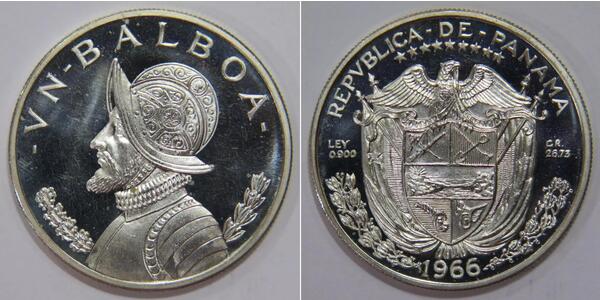 -VN-BALBOA-
REPVBLICA-DE-PANAMA
LEY
0.900
GR.
26.73
1966